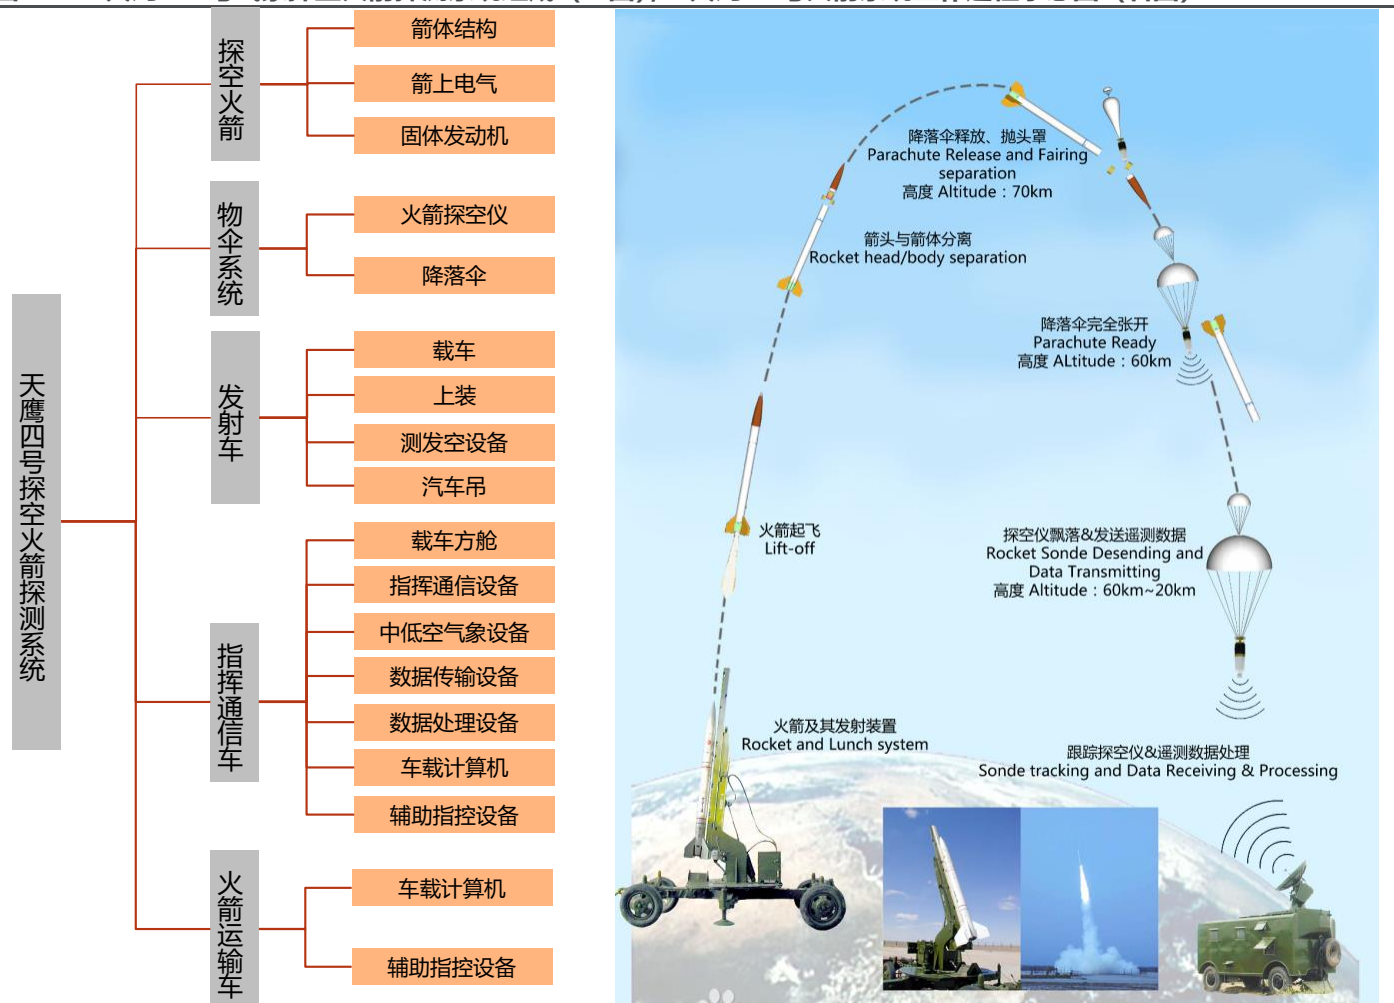 天鹰四号探空火箭探测系统
探空火箭
箭体结构
箭上电气
固体发动机
物伞系统
火箭探空仪
降落伞
发射车
载车
上装
测发空设备
汽车吊
指挥通信车
载车方舱
指挥通信设备
中低空气象设备
数据传输设备
数据处理设备
车载计算机
辅助指控设备
火箭运输车
车载计算机
辅助指控设备
降落伞释放、抛头罩
Parachute Release and Fairing
separation
高度 Altitude：70km
箭头与箭体分离
Rocket head/body separation
降落伞完全张开
Parachute Ready
高度 ALtitude：60km
火箭起飞
Lift-off
探空仪飘落&发送遥测数据
Rocket Sonde Desending and
Data Transmitting
高度 Altitude：60km~20km
火箭及其发射装置
Rocket and Lunch system
跟踪探空仪&遥测数据处理
Sonde tracking and Data Receiving & Processing